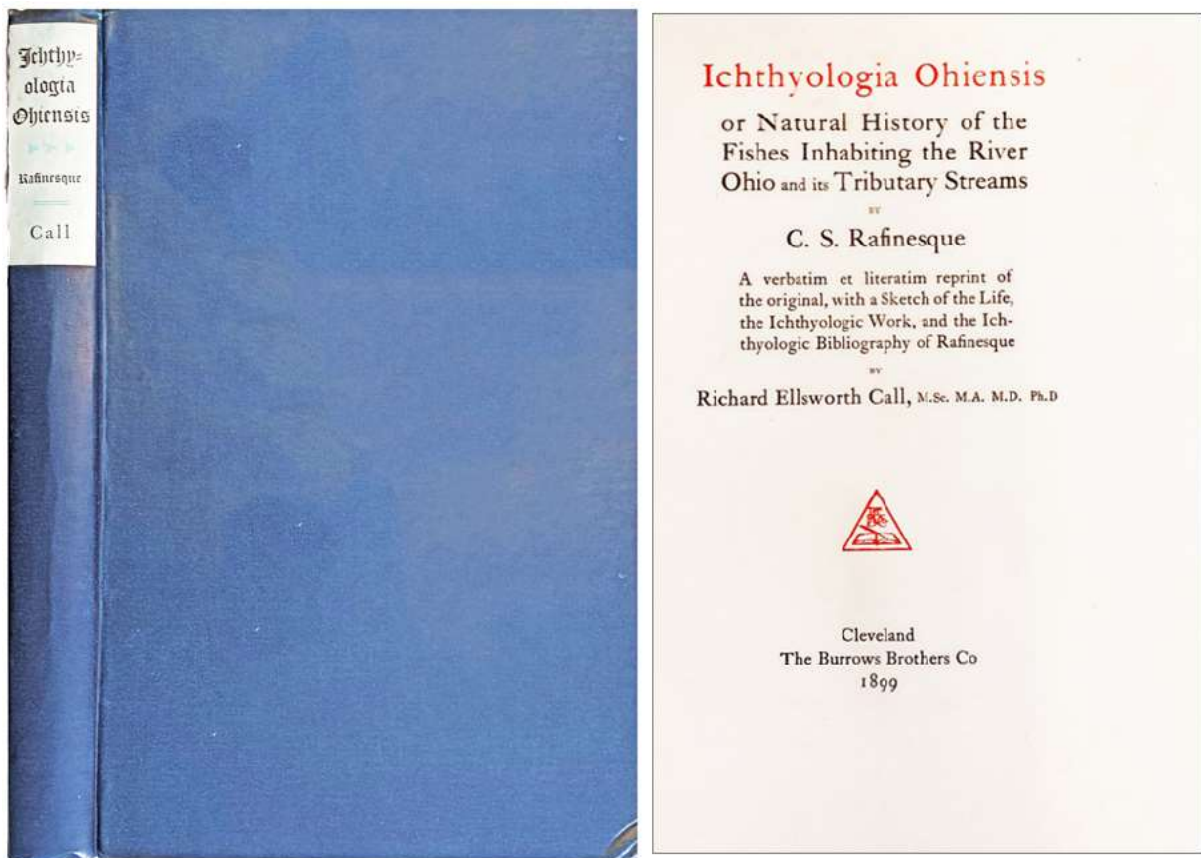 Ichthy=
ologia
Ohiensis
Rafinesque
Call
Ichthyologia Ohiensis
or Natural History of the
Fishes Inhabiting the River
Ohio and its Tributary Streams
BY
C. S. Rafinesque
A verbatim et literatim reprint of
the original, with a Sketch of the Life,
the Ichthyologic Work, and the Ich-
thyologic Bibliography of Rafinesque
BY
Richard Ellsworth Call, M.Sc. M.A. M.D. Ph.D
Cleveland
The Burrows Brothers Co
1899